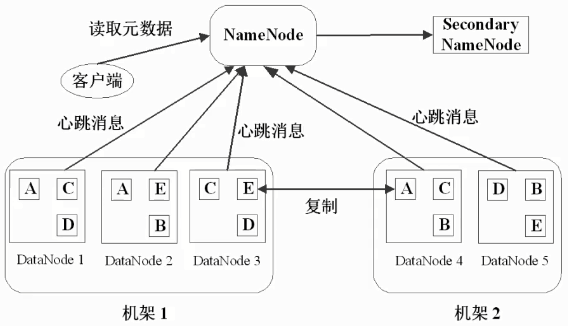 读取元数据
NameNode
Secondary
NameNode
客户端
心跳消息
心跳消息
心跳消息
A C
D
A E
B
C E
D
复制
A C
B
D B
E
DataNode 1
DataNode 2
DataNode 3
DataNode 4
DataNode 5
机架 1
机架 2